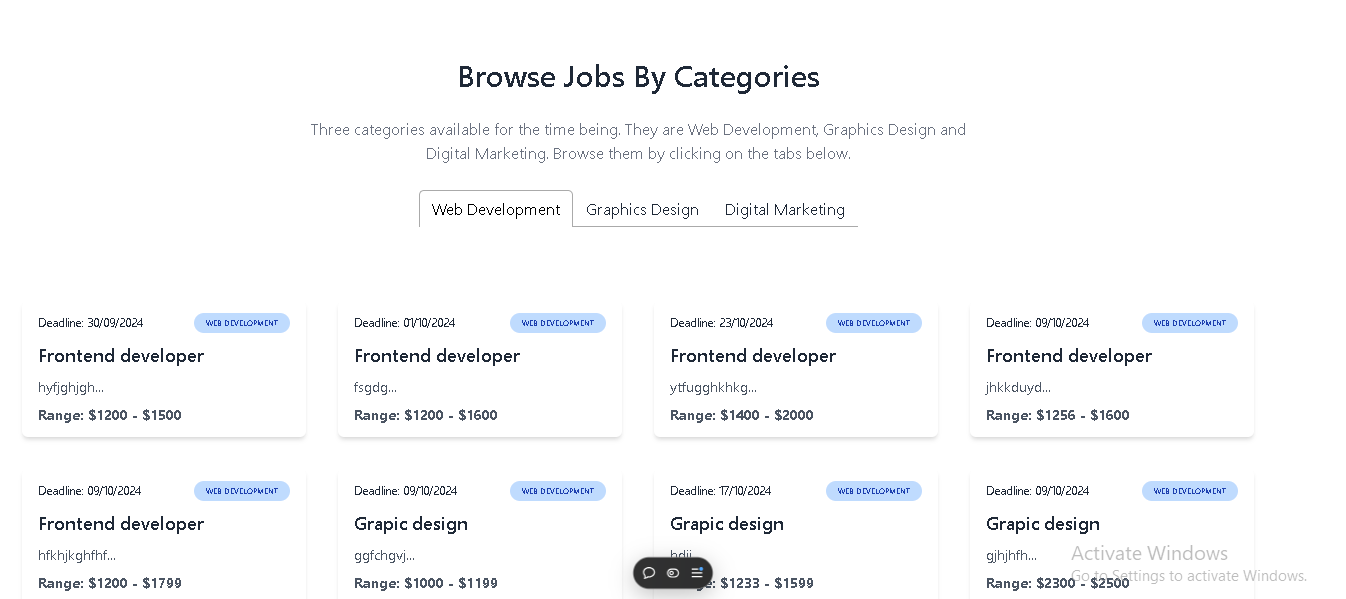 Browse Jobs By Categories
Three categories available for the time being. They are Web Development, Graphics Design and
Digital Marketing. Browse them by clicking on the tabs below.
Web Development Graphics Design Digital Marketing
Deadline: 30/09/2024 WEB DEVELOPMENT
Frontend developer
hyfjghjgh...
Range: $1200 - $1500
Deadline: 01/10/2024 WEB DEVELOPMENT
Frontend developer
fsgdg...
Range: $1200 - $1600
Deadline: 23/10/2024 WEB DEVELOPMENT
Frontend developer
ytfugghkhkg...
Range: $1400 - $2000
Deadline: 09/10/2024 WEB DEVELOPMENT
Frontend developer
jhkkduyd...
Range: $1256 - $1600
Deadline: 09/10/2024 WEB DEVELOPMENT
Frontend developer
hfkhjkghfhf...
Range: $1200 - $1799
Deadline: 09/10/2024 WEB DEVELOPMENT
Grapic design
ggfchgvj...
Range: $1000 - $1199
Deadline: 17/10/2024 WEB DEVELOPMENT
Grapic design
: $1233 - $1599
Deadline: 09/10/2024 WEB DEVELOPMENT
Grapic design
gjhjhfh...
Range: $2300 - $2500
Activate Windows
Go to Settings to activate Windows.